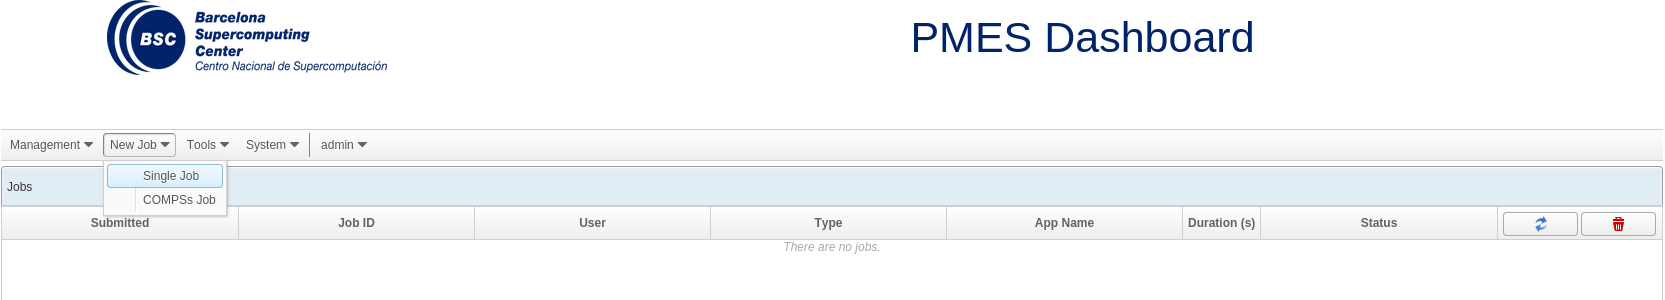 BSC
Barcelona
Supercomputing
Center
Centro Nacional de Supercomputación
PMES Dashboard
Management New Job Tools System admin
Single Job
COMPSs Job
Jobs
Submitted Job ID User Type App Name Duration (s) Status
There are no jobs.